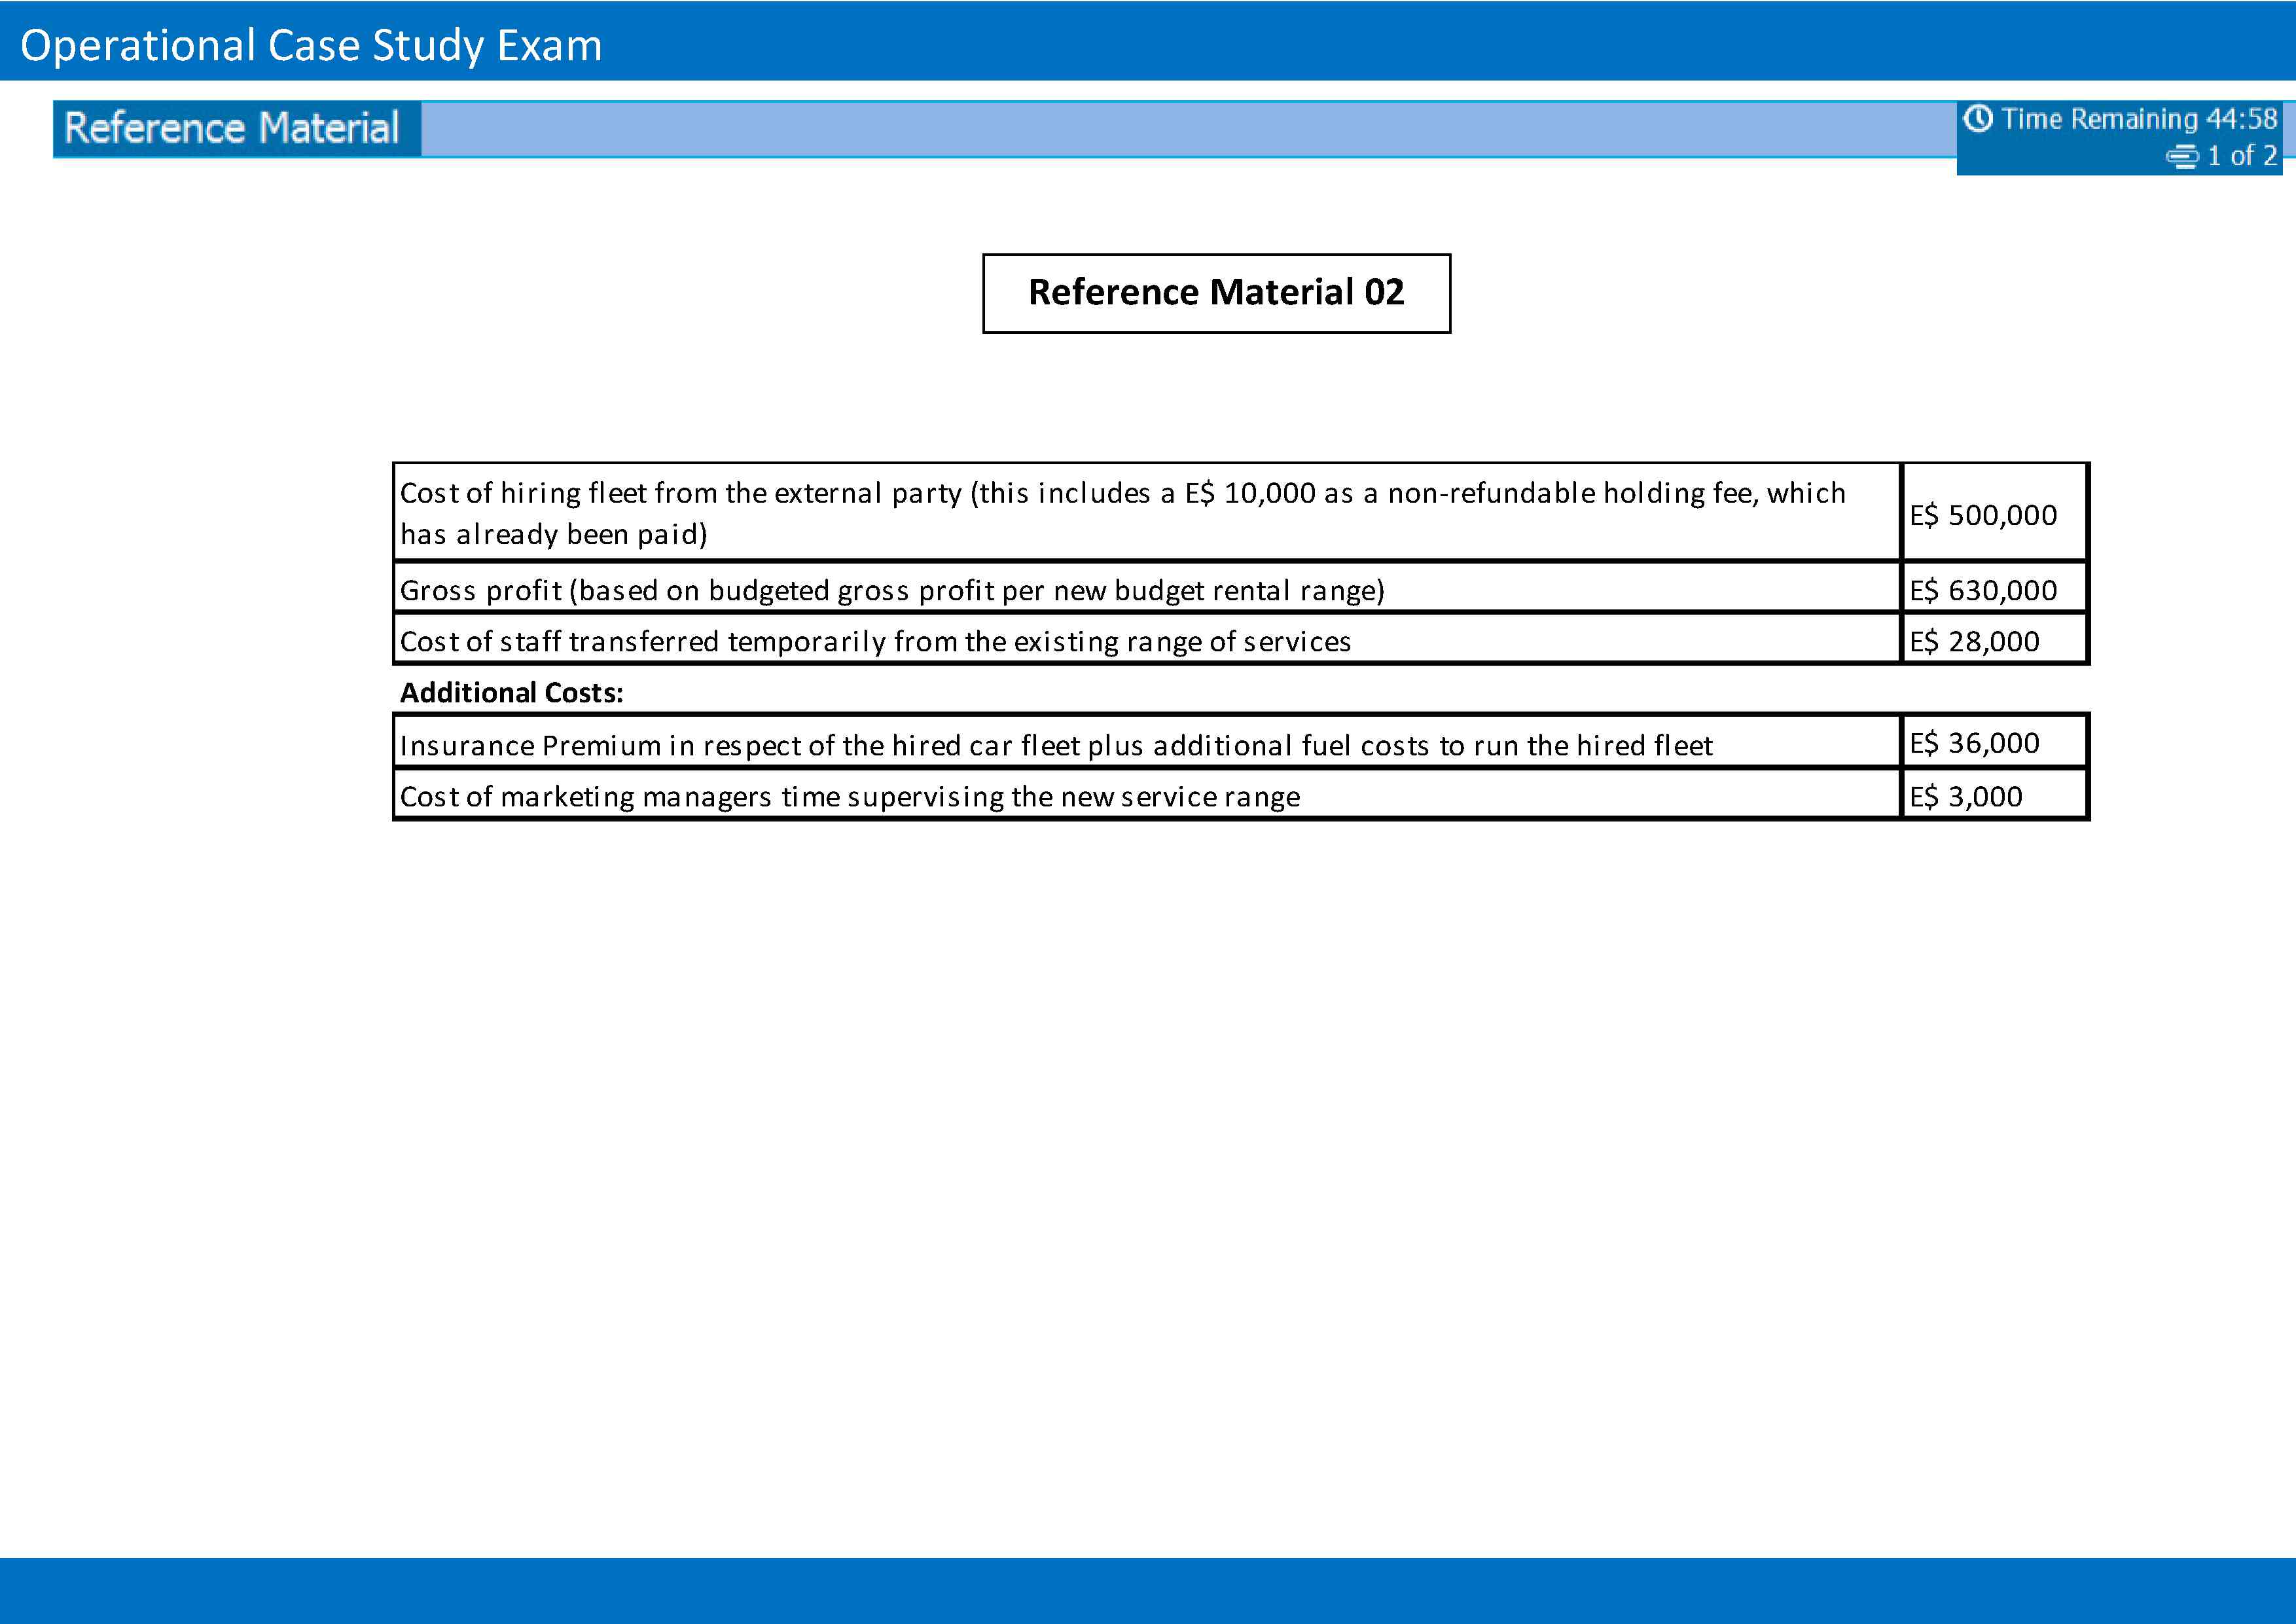 Operational Case Study Exam
Reference Material
Time Remaining 44:58
1 of 2
Reference Material 02
Cost of hiring fleet from the external party (this includes a E$ 10,000 as a non-refundable holding fee, which
has already been paid)
E$ 500,000
Gross profit (based on budgeted gross profit per new budget rental range)
E$ 630,000
Cost of staff transferred temporarily from the existing range of services
E$ 28,000
Additional Costs:
Insurance Premium in respect of the hired car fleet plus additional fuel costs to run the hired fleet
E$ 36,000
Cost of marketing managers time supervising the new service range
E$ 3,000